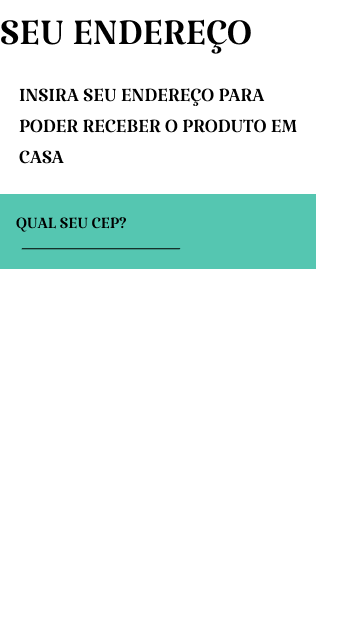 SEU ENDEREÇO
INSIRA SEU ENDEREÇO PARA
PODER RECEBER O PRODUTO EM
CASA
QUAL SEU CEP?